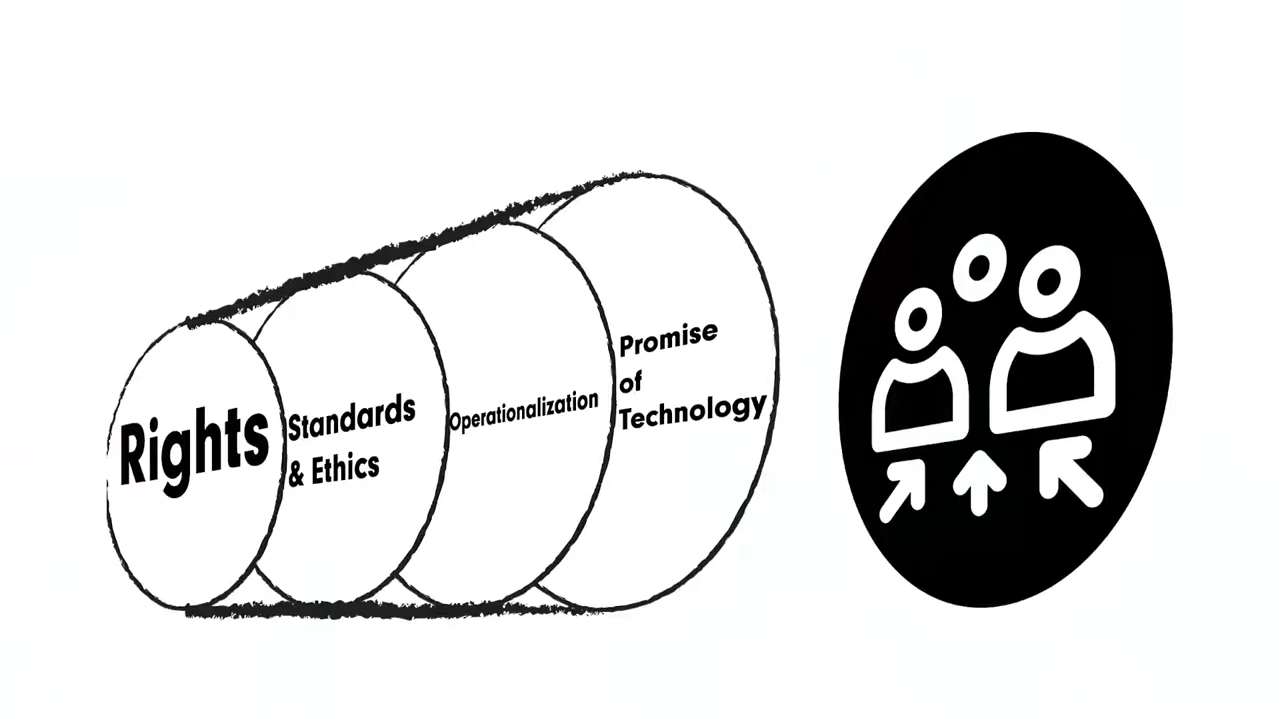 Rights
Standards
& Ethics
Operationalization
Promise
of
Technology